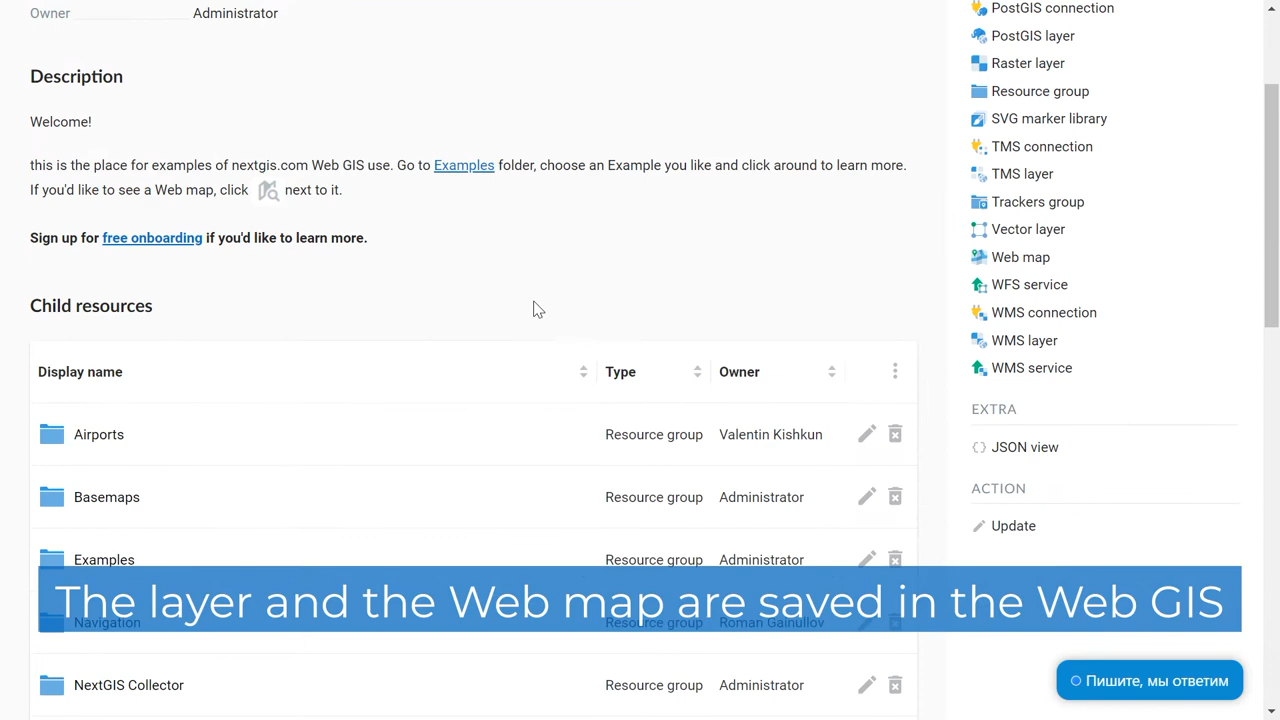 Owner Administrator
Description
Welcome!
this is the place for examples of nextgis.com Web GIS use. Go to Examples folder, choose an Example you like and click around to learn more.
If you'd like to see a Web map, click next to it.
Sign up for free onboarding if you'd like to learn more.
Child resources
Display name Type Owner
Airports Resource group Valentin Kishkun
Basemaps Resource group Administrator
Examples Resource group Administrator
The layer and the Web map are saved in the Web GIS
Navigation Resource group Roman Gainullov
NextGIS Collector Resource group Administrator
PostGIS connection
PostGIS layer
Raster layer
Resource group
SVG marker library
TMS connection
TMS layer
Trackers group
Vector layer
Web map
WFS service
WMS connection
WMS layer
WMS service
EXTRA
JSON view
ACTION
Update
Пишите, мы ответим